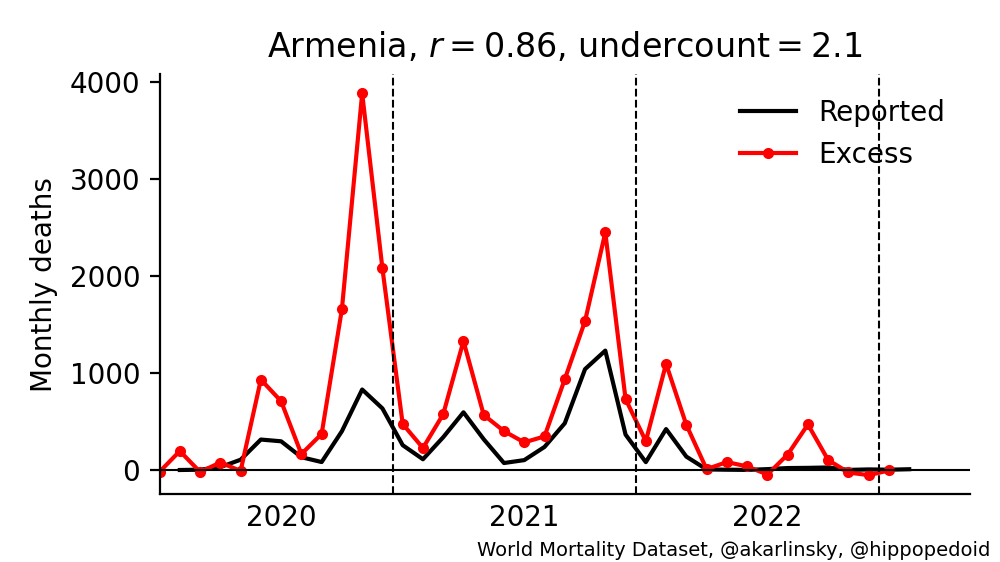 Armenia, r = 0.86, undercount = 2.1
4000
3000
2000
1000
0
Monthly deaths
Reported
Excess
2020 2021 2022
World Mortality Dataset, @akarlinsky, @hippopedoid